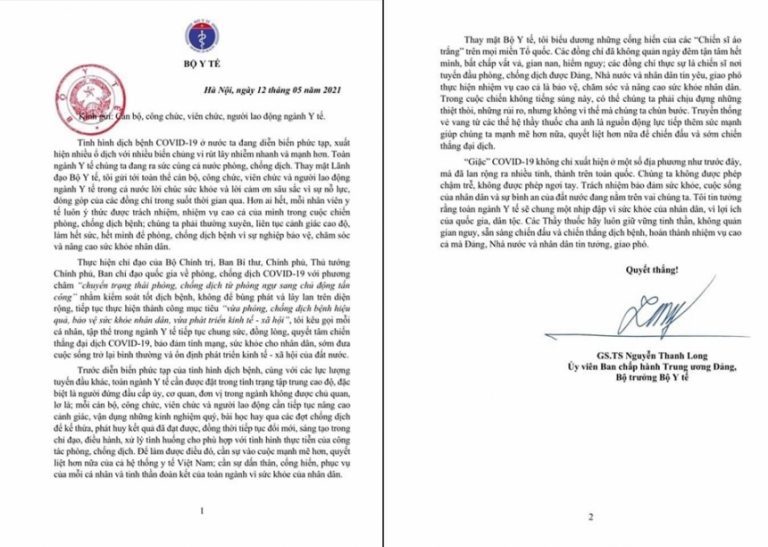 BỘ Y TẾ
Hà Nội, ngày 12 tháng 05 năm 2021
Kính gửi: Cán bộ, công chức, viên chức, người lao động ngành Y tế.
Tình hình dịch bệnh COVID-19 ở nước ta đang diễn biến phức tạp, xuất
hiện nhiều ổ dịch với nhiều biến chủng vi rút lây nhiễm nhanh và mạnh hơn. Toàn
ngành Y tế chúng ta đang ra sức cùng cả nước phòng, chống dịch. Thay mặt Lãnh
đạo Bộ Y tế, tôi gửi tới toàn thể cán bộ, công chức, viên chức và người lao động
ngành Y tế trong cả nước lời chúc sức khỏe và lời cảm ơn sâu sắc vì sự nỗ lực,
đóng góp của các đồng chí trong suốt thời gian qua. Hơn ai hết, mỗi nhân viên y
tế luôn ý thức được trách nhiệm, nhiệm vụ cao cả của mình trong cuộc chiến
phòng, chống dịch bệnh; chúng ta phải thường xuyên, liên tục cảnh giác cao độ,
làm hết sức, hết mình để phòng, chống dịch bệnh vì sự nghiệp bảo vệ, chăm sóc
và nâng cao sức khỏe nhân dân.
Thực hiện chỉ đạo của Bộ Chính trị, Ban Bí thư, Chính phủ, Thủ tướng
Chính phủ, Ban chỉ đạo quốc gia về phòng, chống dịch COVID-19 với phương
châm “chuyển trạng thái phòng, chống dịch từ phòng ngự sang chủ động tấn
công” nhằm kiểm soát tốt dịch bệnh, không để bùng phát và lây lan trên diện
rộng, tiếp tục thực hiện thành công mục tiêu “vừa phòng, chống dịch bệnh hiệu
quả, bảo vệ sức khỏe nhân dân, vừa phát triển kinh tế - xã hội”, tôi kêu gọi mỗi
cá nhân, tập thể trong ngành Y tế tiếp tục chung sức, đồng lòng, quyết tâm chiến
thắng đại dịch COVID-19, bảo đảm tính mạng, sức khỏe cho nhân dân, sớm đưa
cuộc sống trở lại bình thường và ổn định phát triển kinh tế - xã hội của đất nước.
Trước diễn biến phức tạp của tình hình dịch bệnh, cùng với các lực lượng
tuyến đầu khác, toàn ngành Y tế cần được đặt trong tình trạng tập trung cao độ, đặc
biệt là người đứng đầu cấp ủy, cơ quan, đơn vị trong ngành không được chủ quan,
lơ là; mỗi cán bộ, công chức, viên chức và người lao động cần tiếp tục nâng cao
cảnh giác, vận dụng những kinh nghiệm quý, bài học hay qua các đợt chống dịch
để kế thừa, phát huy kết quả đã đạt được, đồng thời tiếp tục đổi mới, sáng tạo trong
chỉ đạo, điều hành, xử lý tình huống cho phù hợp với tình hình thực tiễn của công
tác phòng, chống dịch. Để làm được điều đó, cần sự vào cuộc mạnh mẽ hơn, quyết
liệt hơn nữa của cả hệ thống y tế Việt Nam; cần sự dấn thân, cống hiến, phục vụ
của mỗi cá nhân và tinh thần đoàn kết của toàn ngành vì sức khỏe của nhân dân.
1
Thay mặt Bộ Y tế, tôi biểu dương những cống hiến của các “Chiến sĩ áo
trắng” trên mọi miền Tổ quốc. Các đồng chí đã không quản ngày đêm tận tâm hết
mình, bất chấp vất vả, gian nan, hiểm nguy; các đồng chí thực sự là chiến sĩ nơi
tuyến đầu phòng, chống dịch được Đảng, Nhà nước và nhân dân tin yêu, giao phó
thực hiện nhiệm vụ cao cả là bảo vệ, chăm sóc và nâng cao sức khỏe nhân dân.
Trong cuộc chiến không tiếng súng này, có thể chúng ta phải chịu đựng những
thiệt thòi, những rủi ro, nhưng không vì thế mà chúng ta chùn bước. Truyền thống
vẻ vang từ các thế hệ thầy thuốc cha anh là nguồn động lực tiếp thêm sức mạnh
giúp chúng ta mạnh mẽ hơn nữa, quyết liệt hơn nữa để chiến đấu và sớm chiến
thắng đại dịch.
“Giặc” COVID-19 không chỉ xuất hiện ở một số địa phương như trước đây,
mà đã lan rộng ra nhiều tỉnh, thành trên toàn quốc. Chúng ta không được phép
chậm trễ, không được phép ngơi tay. Trách nhiệm bảo đảm sức khỏe, cuộc sống
của nhân dân và sự bình an của đất nước đang nằm trên vai chúng ta. Tôi tin tưởng
rằng toàn ngành Y tế sẽ chung một nhịp đập vì sức khỏe của nhân dân, vì lợi ích
của quốc gia, dân tộc. Các Thầy thuốc hãy luôn giữ vững tinh thần, không quản
gian nguy, sẵn sàng chiến đấu và chiến thắng dịch bệnh, hoàn thành nhiệm vụ cao
cả mà Đảng, Nhà nước và nhân dân tin tưởng, giao phó.
Quyết thắng!
GS.TS Nguyễn Thanh Long
Ủy viên Ban chấp hành Trung ương Đảng,
Bộ trưởng Bộ Y tế
2